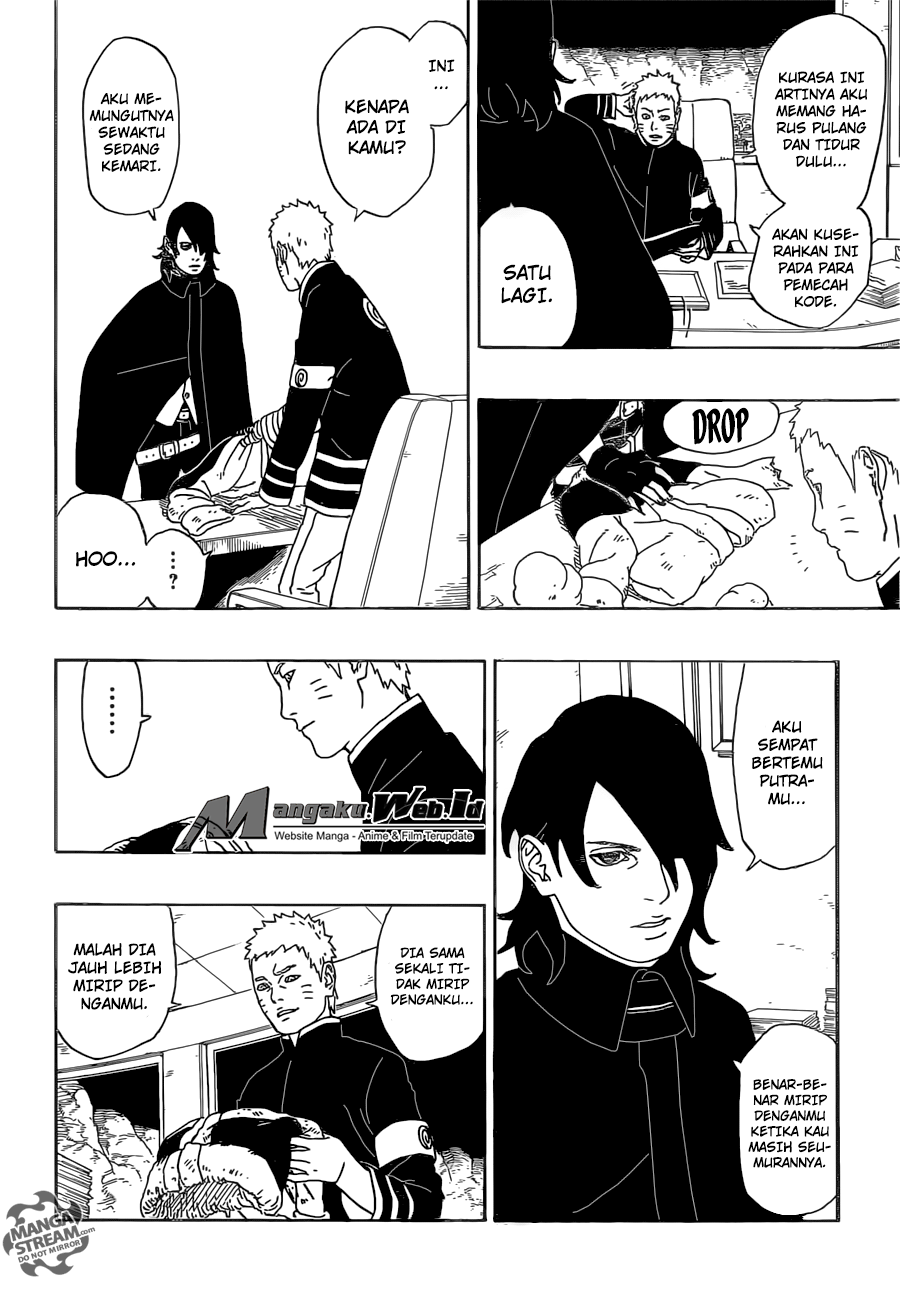 KURASA INI
ARTINYA AKU
MEMANG HA-
RUS PULANG
DAN TIDUR
DULU...
AKAN KUSE-
RAHKAN INI
PADA PARA
PEMECAH
KODE.
SATU
LAGI.
DROP
INI
...
KENAPA
ADA DI
KAMU?
AKU ME-
MUNGUTNYA
SEWAKTU
SEDANG
KEMARI.
...?
HOO...
AKU
SEMPAT
BERTEMU
PUTRA-
MU...
BENAR-BE-
NAR MIRIP
DENGANMU
KETIKA KAU
MASIH SEU-
MURANNYA.
......
Mangaku.Web.Id
Website Manga - Anime & Film Terupdate
DIA SAMA
SEKALI TI-
DAK MIRIP
DENGANKU...
MALAH DIA
JAUH LEBIH
MIRIP DE-
NGANMU.
MANGA
STREAM.com
DO NOT MIRROR!